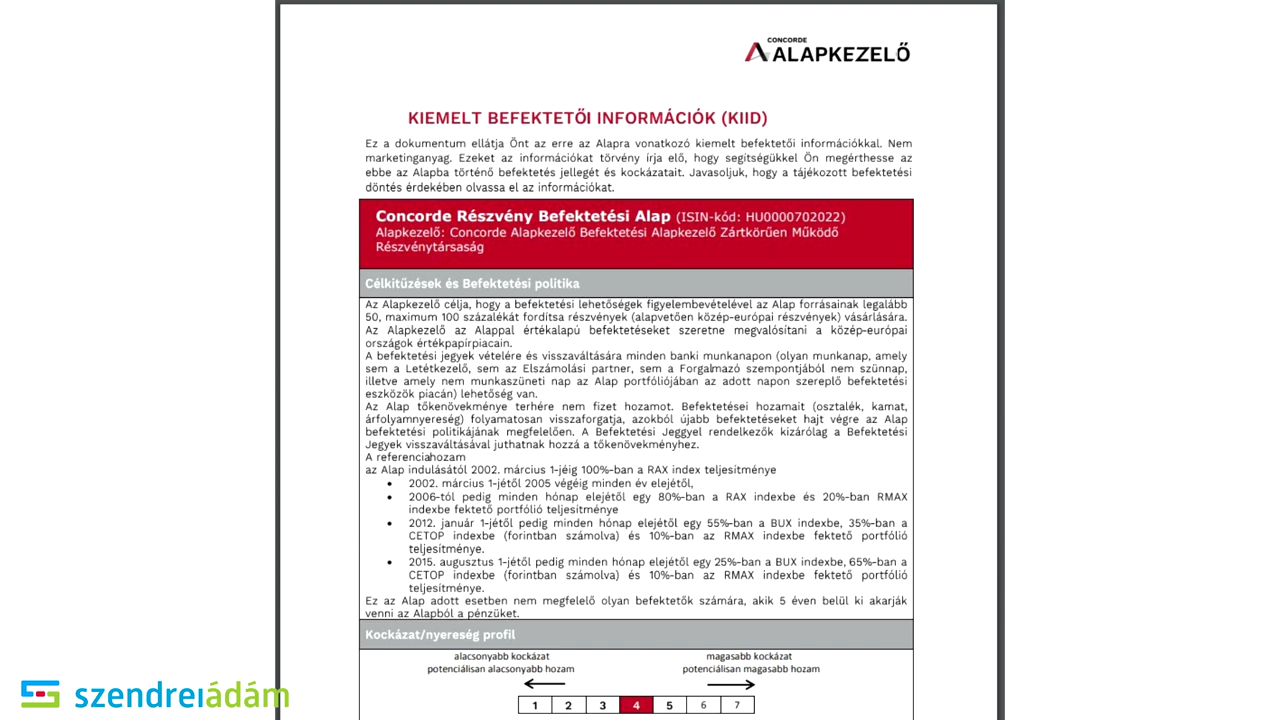 CONCORDE
ALAPKEZELŐ
KIEMELT BEFEKTETŐI INFORMÁCIÓK (KIID)
Ez a dokumentum ellátja Önt az erre az Alapra vonatkozó kiemelt befektetői információkkal. Nem
marketinganyag. Ezeket az információkat törvény írja elő, hogy segítségükkel Ön megérthesse az
ebbe az Alapba történő befektetés jellegét és kockázatait. Javasoljuk, hogy a tájékozott befektetési
döntés érdekében olvassa el az információkat.
Concorde Részvény Befektetési Alap (ISIN-kód: HU0000702022)
Alapkezelő: Concorde Alapkezelő Befektetési Alapkezelő Zártkörűen Működő
Részvénytársaság
Célkitűzések és Befektetési politika
Az Alapkezelő célja, hogy a befektetési lehetőségek figyelembevételével az Alap forrásainak legalább
50, maximum 100 százalékát fordítsa részvények (alapvetően közép-európai részvények) vásárlására.
Az Alapkezelő az Alappal értékalapú befektetéseket szeretne megvalósítani a közép-európai
országok értékpapírpiacain.
A befektetési jegyek vételére és visszaváltására minden banki munkanapon (olyan munkanap, amely
sem a Letétkezelő, sem az Elszámolási partner, sem a Forgalmazó szempontjából nem szünnap,
illetve amely nem munkaszüneti nap az Alap portfóliójában az adott napon szereplő befektetési
eszközök piacán) lehetőség van.
Az Alap tőkenövekménye terhére nem fizet hozamot. Befektetései hozamait (osztalék, kamat,
árfolyamnyereség) folyamatosan visszaforgatja, azokból újabb befektetéseket hajt végre az Alap
befektetési politikájának megfelelően. A Befektetési Jeggyel rendelkezők kizárólag a Befektetési
Jegyek visszaváltásával juthatnak hozzá a tőkenövekményhez.
A referenciahozam
az Alap indulásától 2002. március 1-jéig 100%-ban a RAX index teljesítménye
• 2002. március 1-jétől 2005 végéig minden év elejétől,
• 2006-tól pedig minden hónap elejétől egy 80%-ban a RAX indexbe és 20%-ban RMAX
indexbe fektető portfólió teljesítménye
• 2012. január 1-jétől pedig minden hónap elejétől egy 55%-ban a BUX indexbe, 35%-ban a
CETOP indexbe (forintban számolva) és 10%-ban az RMAX indexbe fektető portfólió
teljesítménye.
• 2015. augusztus 1-jétől pedig minden hónap elejétől egy 25%-ban a BUX indexbe, 65%-ban a
CETOP indexbe (forintban számolva) és 10%-ban az RMAX indexbe fektető portfólió
teljesítménye.
Ez az Alap adott esetben nem megfelelő olyan befektetők számára, akik 5 éven belül ki akarják
venni az Alapból a pénzüket.
Kockázat/nyereség profil
alacsonyabb kockázat magasabb kockázat
potenciálisan alacsonyabb hozam potenciálisan magasabb hozam
1 2 3 4 5 6 7
szendreiádám